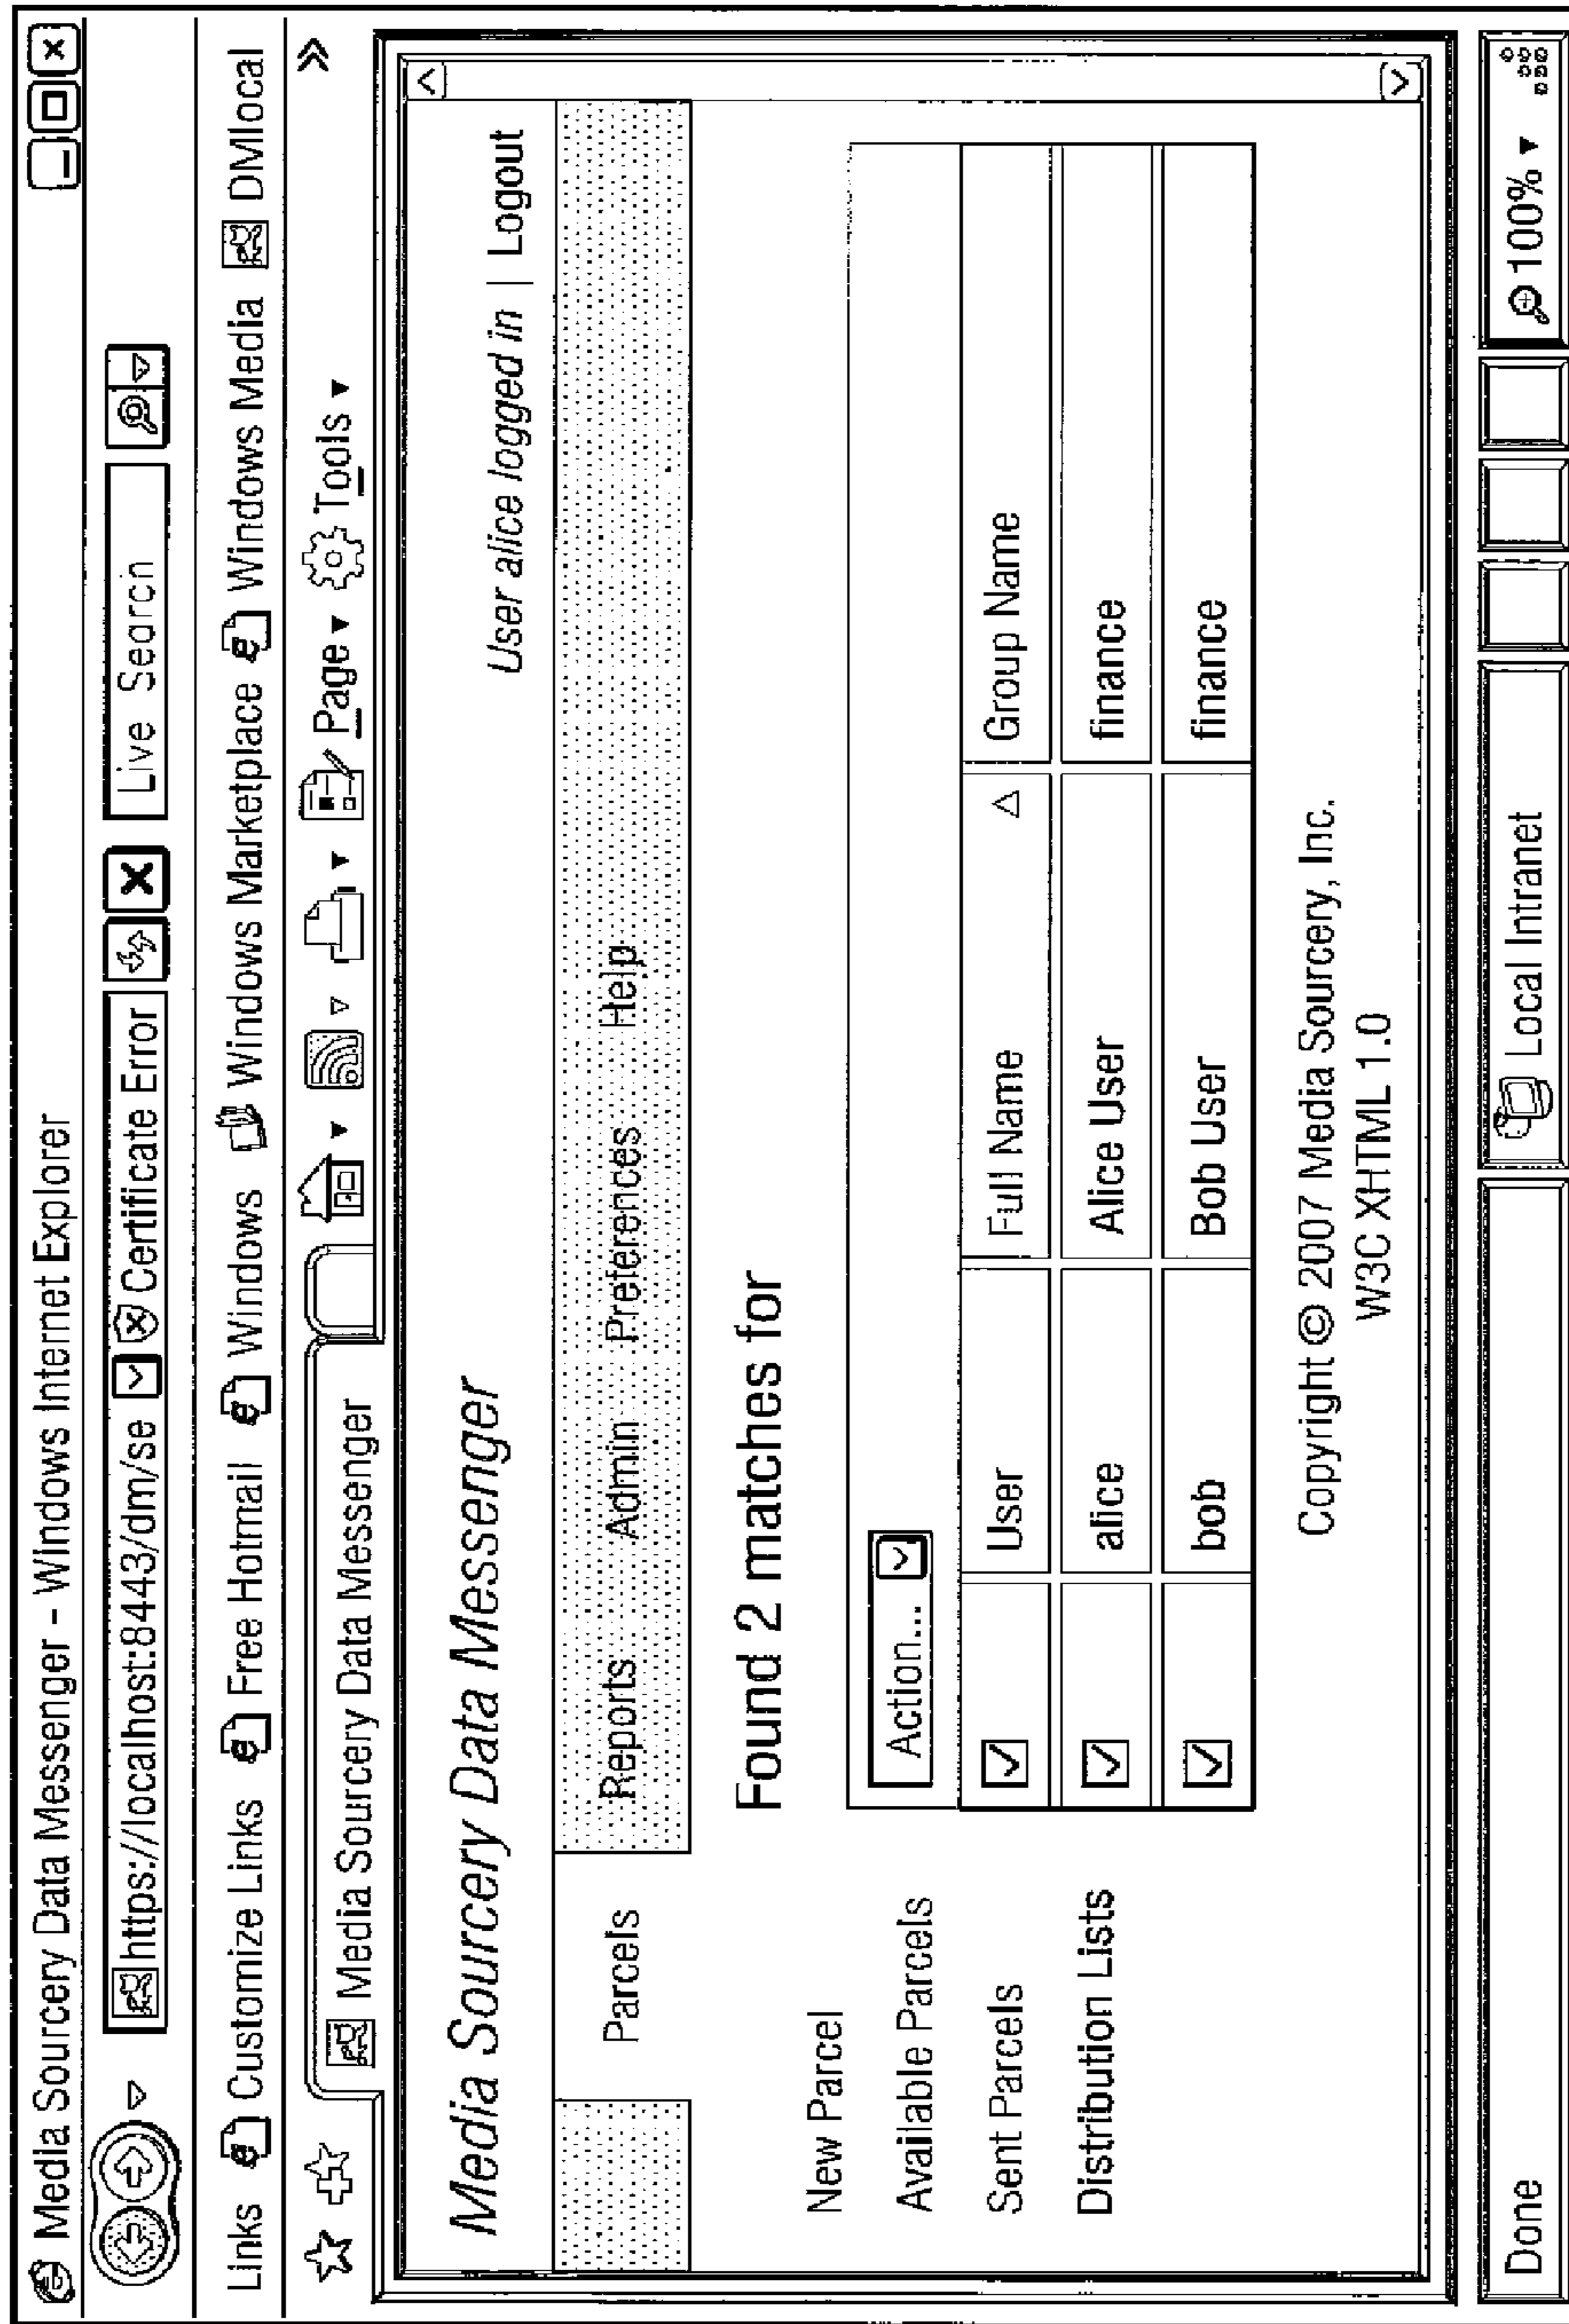 Media Sourcery Data Messenger - Windows Internet Explorer
https://localhost:8443/dm/se Certificate Error Live Search
Links Customize Links Free Hotmail Windows Windows Marketplace Windows Media DMlocal
Media Sourcery Data Messenger Page Tools
Media Sourcery Data Messenger
User alice logged in | Logout
Parcels Reports Admin Preferences Help
Found 2 matches for
New Parcel
Available Parcels
Sent Parcels
Distribution Lists
Action...
User Full Name Group Name
alice Alice User finance
bob Bob User finance
Copyright © 2007 Media Sourcery, Inc.
W3C XHTML 1.0
Done Local Intranet 100%